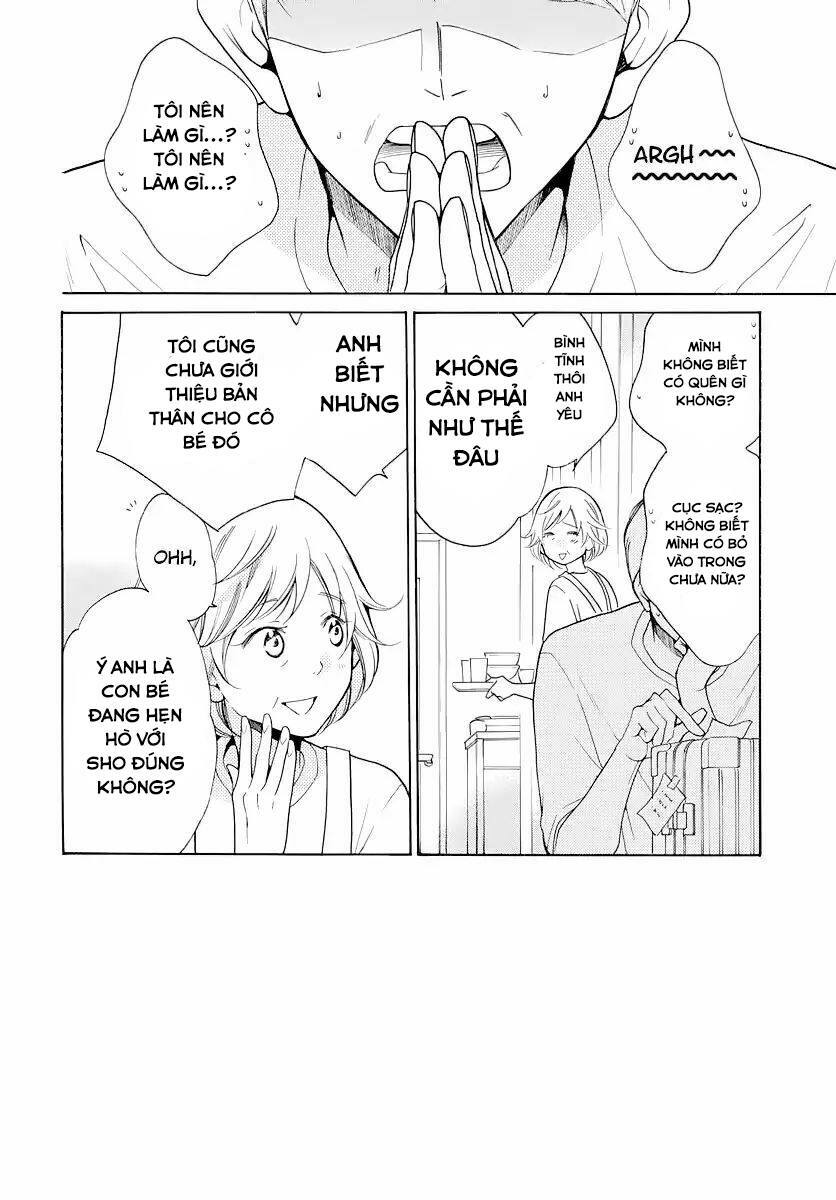 ARGH
TÔI NÊN
LÀM GÌ...?
TÔI NÊN
LÀM GÌ...?
MÌNH
KHÔNG BIẾT
CÓ QUÊN GÌ
KHÔNG?
CỤC SẠC?
KHÔNG BIẾT
MÌNH CÓ BỎ
VÀO TRONG
CHƯA NỮA?
BÌNH
TĨNH
THÔI
ANH
YÊU
KHÔNG
CẦN PHẢI
NHƯ THẾ
ĐÂU
ANH
BIẾT
NHƯNG
TÔI CŨNG
CHƯA GIỚI
THIỆU BẢN
THÂN CHO CÔ
BÉ ĐÓ
OHH,
Ý ANH LÀ
CON BÉ
ĐANG HẸN
HÒ VỚI
SHO ĐÚNG
KHÔNG?